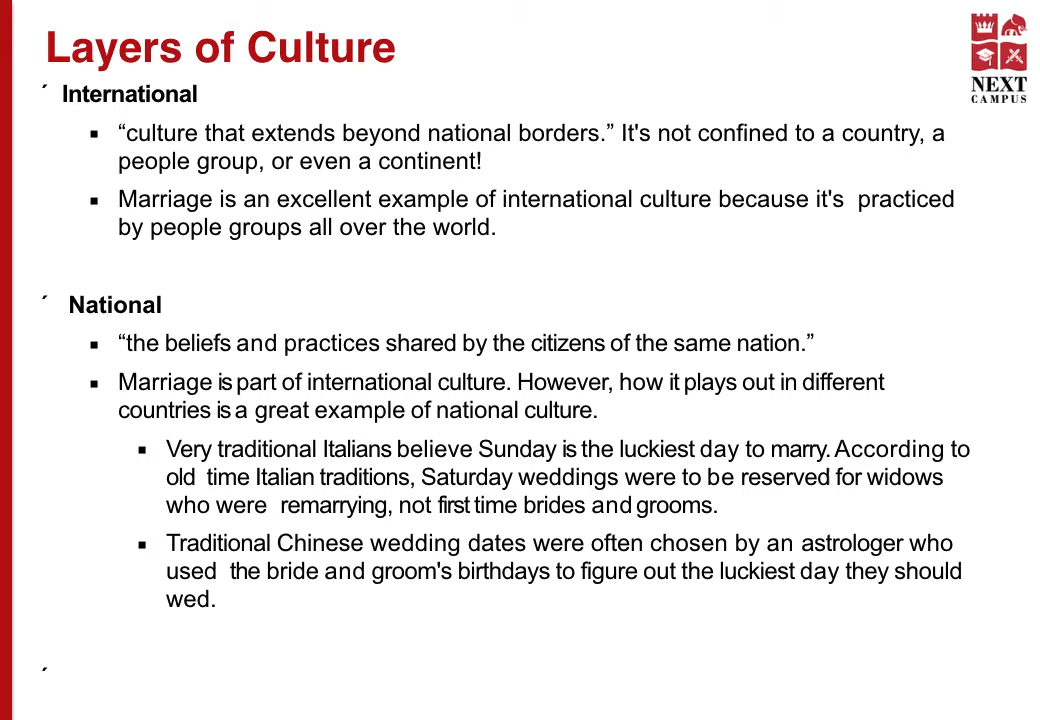 Layers of Culture
NEXT
CAMPUS
´ International
▪ “culture that extends beyond national borders.” It's not confined to a country, a
people group, or even a continent!
▪ Marriage is an excellent example of international culture because it's practiced
by people groups all over the world.
´ National
▪ “the beliefs and practices shared by the citizens of the same nation.”
▪ Marriage is part of international culture. However, how it plays out in different
countries is a great example of national culture.
▪ Very traditional Italians believe Sunday is the luckiest day to marry. According to
old time Italian traditions, Saturday weddings were to be reserved for widows
who were remarrying, not first time brides and grooms.
▪ Traditional Chinese wedding dates were often chosen by an astrologer who
used the bride and groom's birthdays to figure out the luckiest day they should
wed.
´